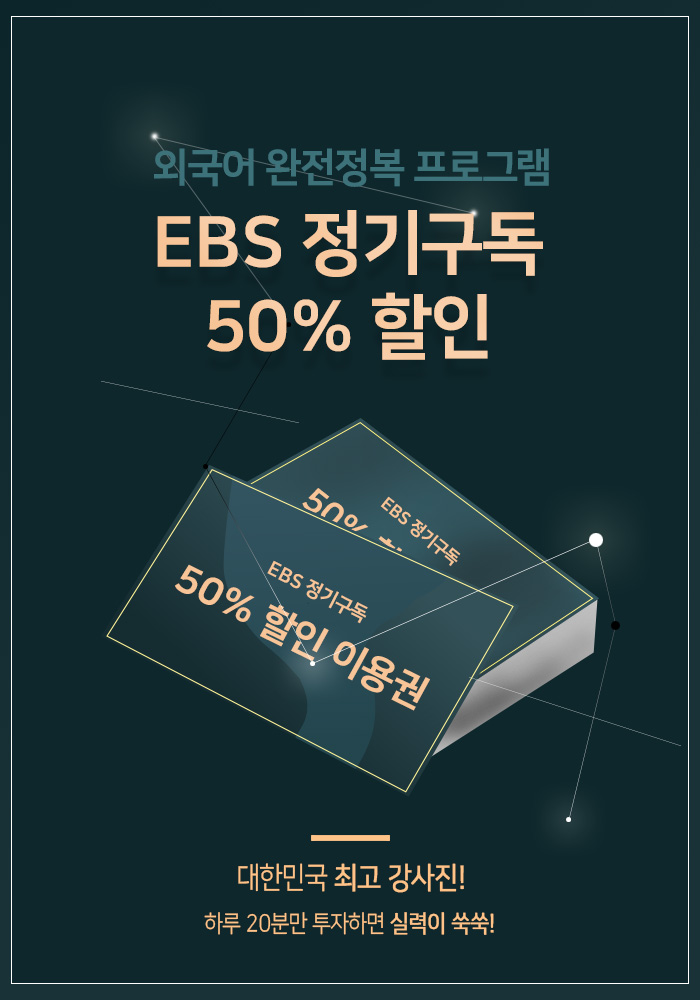 외국어 완전정복 프로그램
EBS 정기구독
50% 할인
EBS 정기구독
50%
EBS 정기구독
50% 할인 이용권
대한민국 최고 강사진!
하루 20분만 투자하면 실력이 쑥쑥!